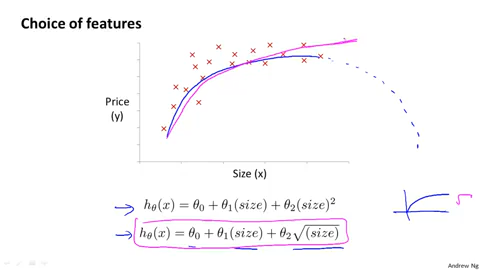 Choice of features
Price
(y)
Size (x)
hθ(x) = θ0 + θ1(size) + θ2(size)²
hθ(x) = θ0 + θ1(size) + θ2√(size)
√
Andrew Ng